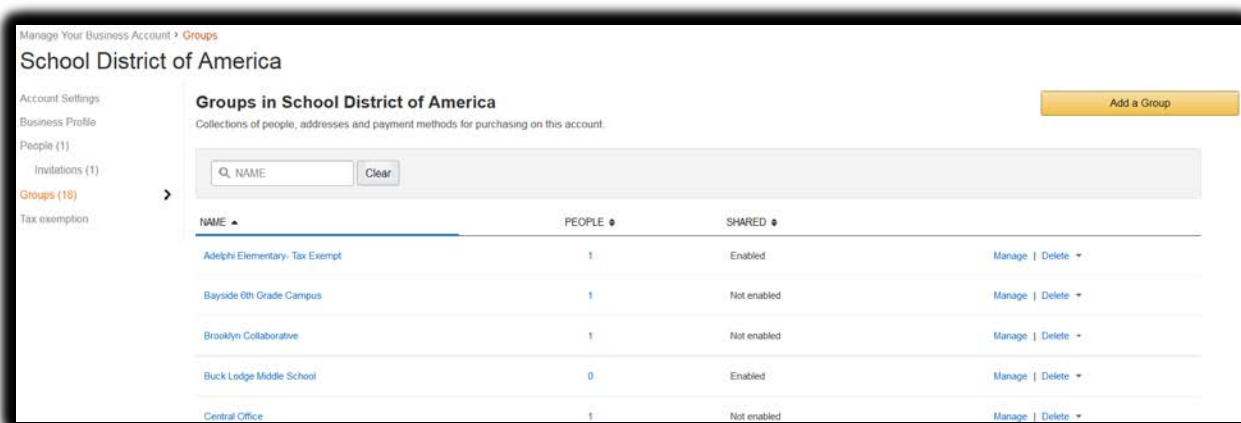 Manage Your Business Account › Groups
School District of America
Account Settings
Business Profile
People (1)
Invitations (1)
Groups (18)
Tax exemption
Groups in School District of America
Collections of people, addresses and payment methods for purchasing on this account.
Add a Group
NAME Clear
NAME PEOPLE SHARED
Adelphi Elementary- Tax Exempt 1 Enabled Manage | Delete
Bayside 6th Grade Campus 1 Not enabled Manage | Delete
Brooklyn Collaborative 1 Not enabled Manage | Delete
Buck Lodge Middle School 0 Enabled Manage | Delete
Central Office 1 Not enabled Manage | Delete